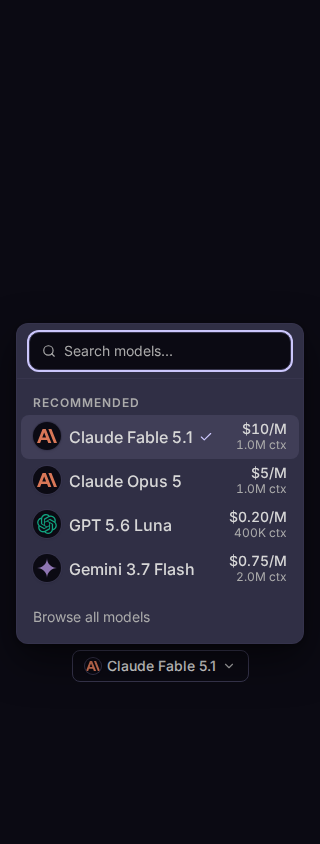 Search models...
RECOMMENDED
Claude Fable 5.1
$10/M
1.0M ctx
Claude Opus 5
$5/M
1.0M ctx
GPT 5.6 Luna
$0.20/M
400K ctx
Gemini 3.7 Flash
$0.75/M
2.0M ctx
Browse all models
Claude Fable 5.1